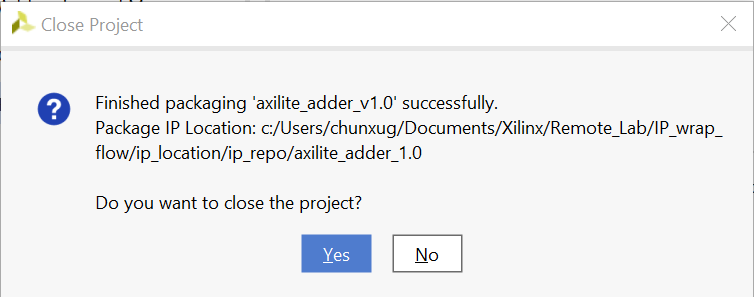 Close Project
Finished packaging 'axilite_adder_v1.0' successfully.
Package IP Location: c:/Users/chunxug/Documents/Xilinx/Remote_Lab/IP_wrap_
flow/ip_location/ip_repo/axilite_adder_1.0
Do you want to close the project?
Yes No